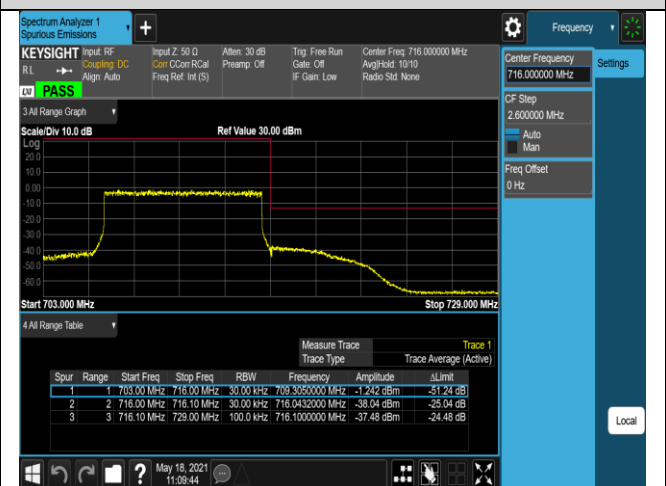 Spectrum Analyzer 1
Spurious Emissions
Frequency
KEYSIGHT
Input: RF
Input Z: 50 Ω
Atten: 30 dB
Trig: Free Run
Center Freq: 716.000000 MHz
RL
Coupling: DC
Corr CCorr RCal
Preamp: Off
Gate: Off
Avg|Hold: 10/10
Align: Auto
Freq Ref: Int (S)
IF Gain: Low
Radio Std: None
LXI
PASS
Center Frequency
716.000000 MHz
Settings
CF Step
2.600000 MHz
Auto
Man
Freq Offset
0 Hz
3 All Range Graph
Scale/Div 10.0 dB
Ref Value 30.00 dBm
Log
20.0
10.0
0.00
-10.0
-20.0
-30.0
-40.0
-50.0
-60.0
Start 703.000 MHz
Stop 729.000 MHz
4 All Range Table
Measure Trace Trace 1
Trace Type Trace Average (Active)
Spur Range Start Freq Stop Freq RBW Frequency Amplitude ΔLimit
1 1 703.00 MHz 716.00 MHz 30.00 kHz 709.3050000 MHz -1.242 dBm -51.24 dB
2 2 716.00 MHz 716.10 MHz 30.00 kHz 716.0432000 MHz -38.04 dBm -25.04 dB
3 3 716.10 MHz 729.00 MHz 100.0 kHz 716.1000000 MHz -37.48 dBm -24.48 dB
Local
?
May 18, 2021
11:09:44